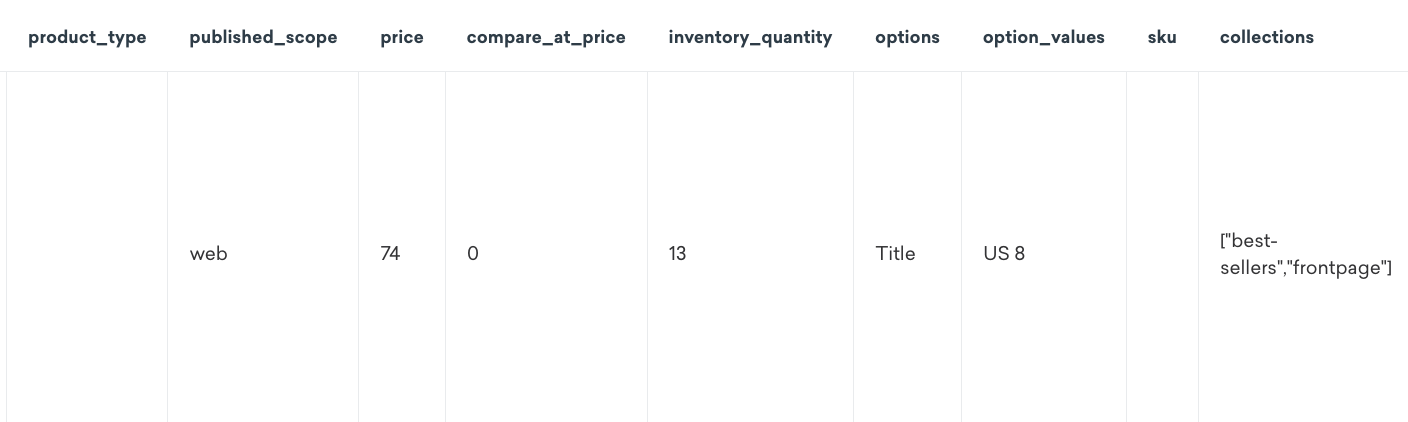 product_type published_scope price compare_at_price inventory_quantity options option_values sku collections
web 74 0 13 Title US 8 ["best-
sellers","frontpage"]